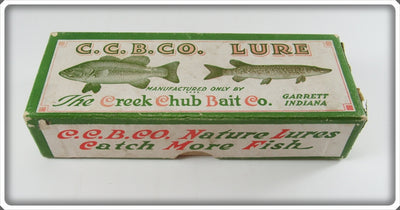 C.C.B.CO. LURE
MANUFACTURED ONLY BY
The Creek Chub Bait Co.
GARRETT
INDIANA
C.C.B.CO. Nature Lures
Catch More Fish